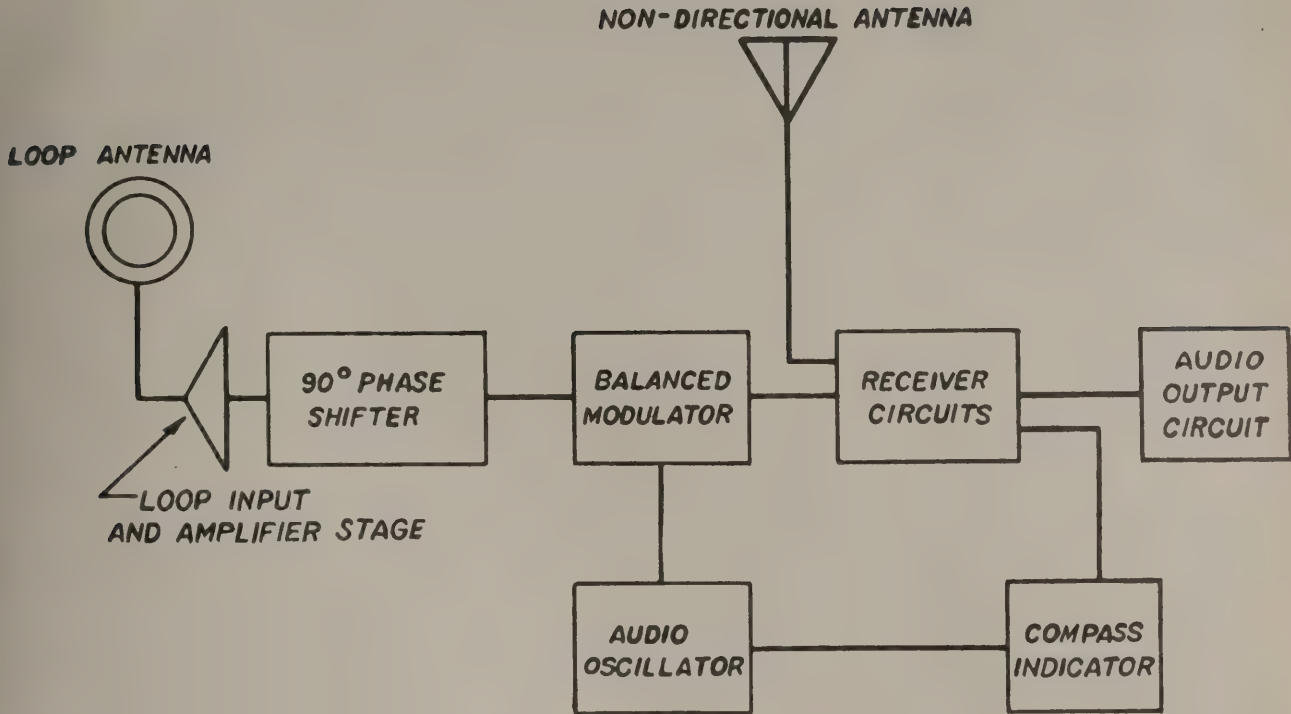 NON-DIRECTIONAL ANTENNA
LOOP ANTENNA
90° PHASE
SHIFTER
BALANCED
MODULATOR
RECEIVER
CIRCUITS
AUDIO
OUTPUT
CIRCUIT
LOOP INPUT
AND AMPLIFIER STAGE
AUDIO
OSCILLATOR
COMPASS
INDICATOR